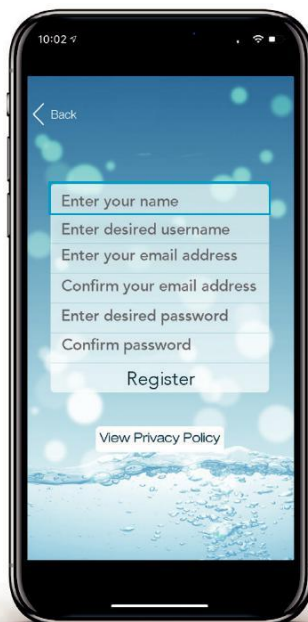 10:02
Back
Enter your name
Enter desired username
Enter your email address
Confirm your email address
Enter desired password
Confirm password
Register
View Privacy Policy